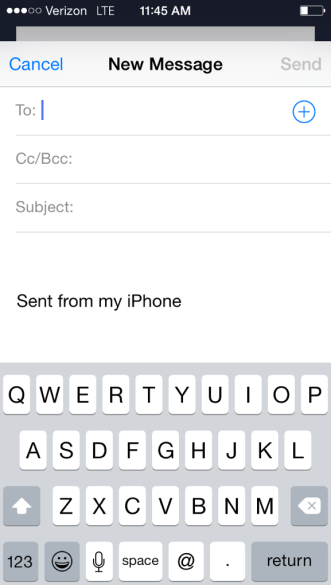 Verizon LTE 11:45 AM
Cancel New Message Send
To:
Cc/Bcc:
Subject:
Sent from my iPhone
Q W E R T Y U I O P
A S D F G H J K L
Z X C V B N M
123 space @ . return